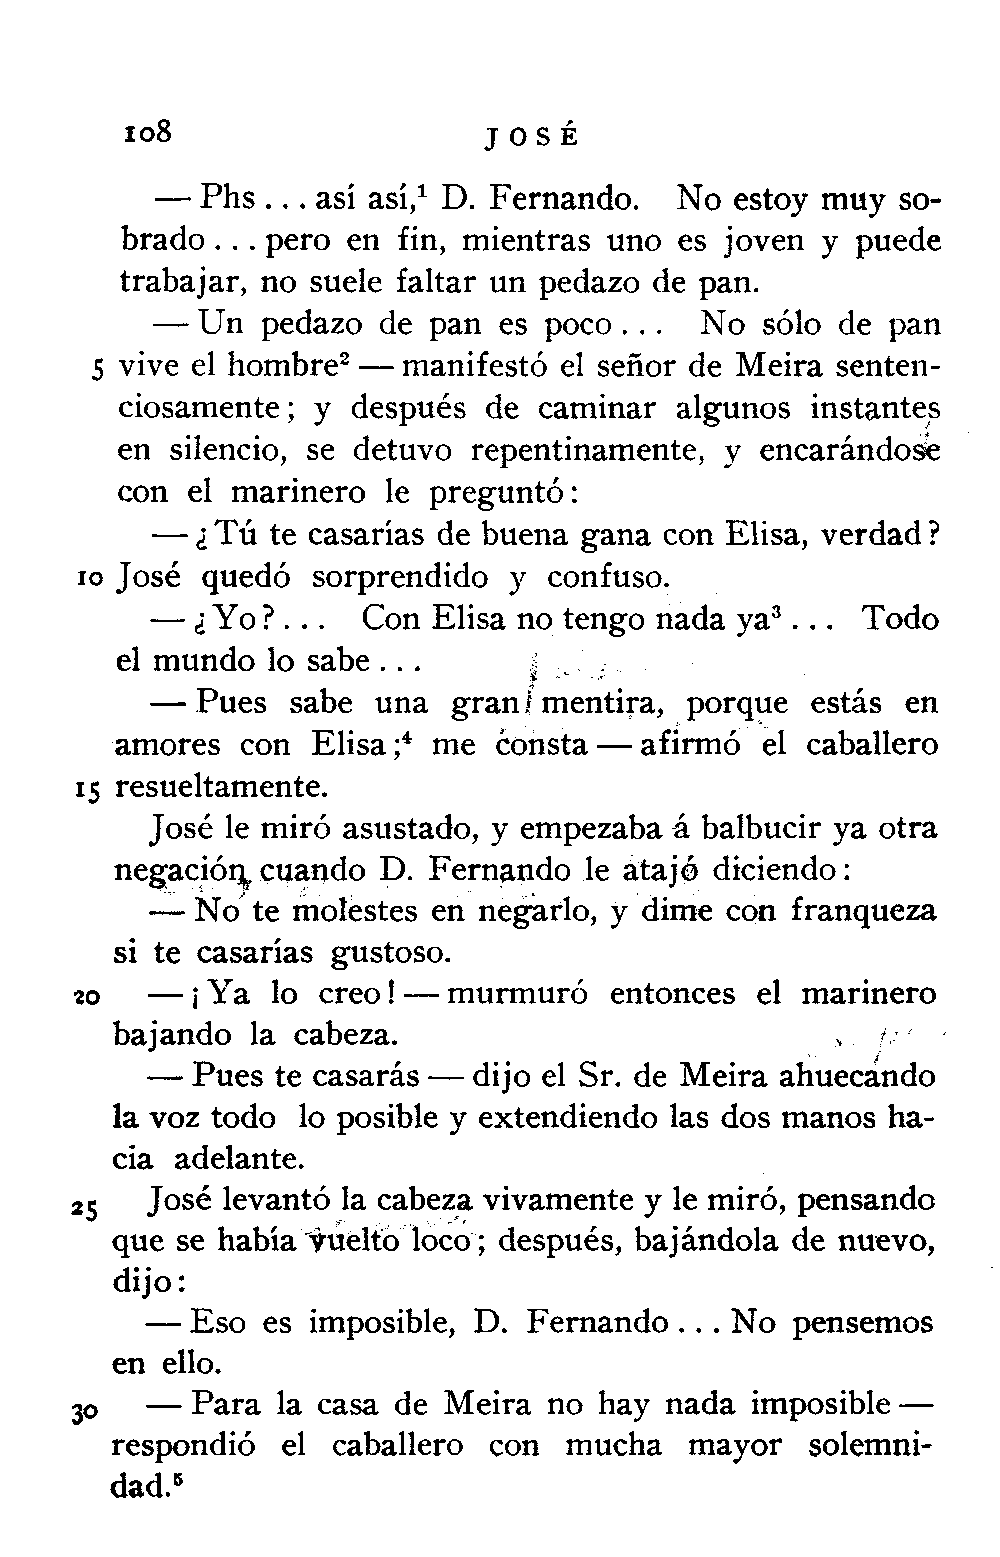 108 JOSÉ
— Phs . . . así así,¹ D. Fernando. No estoy muy so-
brado . . . pero en fin, mientras uno es joven y puede
trabajar, no suele faltar un pedazo de pan.
— Un pedazo de pan es poco . . . No sólo de pan
5 vive el hombre² — manifestó el señor de Meira senten-
ciosamente; y después de caminar algunos instantes
en silencio, se detuvo repentinamente, y encarándose
con el marinero le preguntó:
— ¿Tú te casarías de buena gana con Elisa, verdad?
10 José quedó sorprendido y confuso.
— ¿Yo? . . . Con Elisa no tengo nada ya³ . . . Todo
el mundo lo sabe . . .
— Pues sabe una gran mentira, porque estás en
amores con Elisa;⁴ me consta — afirmó el caballero
15 resueltamente.
José le miró asustado, y empezaba á balbucir ya otra
negación, cuando D. Fernando le atajó diciendo:
— No te molestes en negarlo, y dime con franqueza
si te casarías gustoso.
20 — ¡Ya lo creo! — murmuró entonces el marinero
bajando la cabeza.
— Pues te casarás — dijo el Sr. de Meira ahuecando
la voz todo lo posible y extendiendo las dos manos ha-
cia adelante.
25 José levantó la cabeza vivamente y le miró, pensando
que se había vuelto loco; después, bajándola de nuevo,
dijo:
— Eso es imposible, D. Fernando . . . No pensemos
en ello.
30 — Para la casa de Meira no hay nada imposible —
respondió el caballero con mucha mayor solemni-
dad.⁵